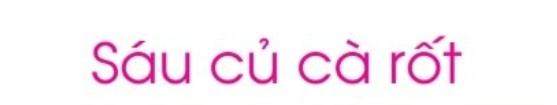 Sáu củ cà rốt